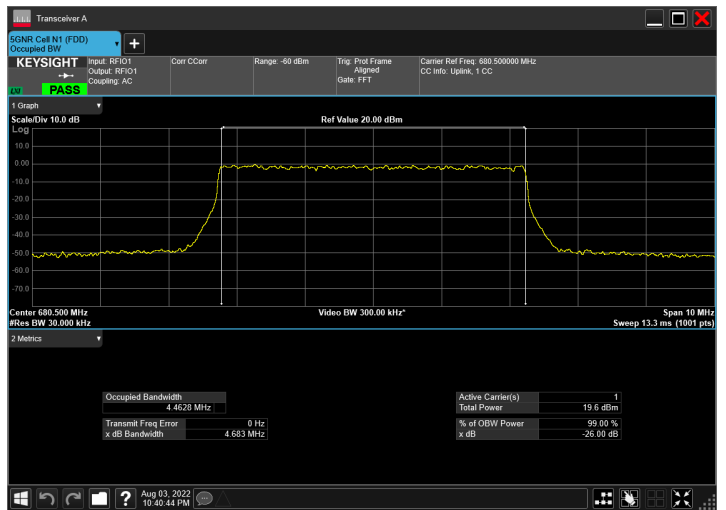 Transceiver A
5GNR Cell N1 (FDD)
Occupied BW
KEYSIGHT
LXI
PASS
Input: RFIO1
Output: RFIO1
Coupling: AC
Corr CCorr
Range: -60 dBm
Trig: Prot Frame
Aligned
Gate: FFT
Carrier Ref Freq: 680.500000 MHz
CC Info: Uplink, 1 CC
1 Graph
Scale/Div 10.0 dB
Ref Value 20.00 dBm
Log
10.0
0.00
-10.0
-20.0
-30.0
-40.0
-50.0
-60.0
-70.0
Center 680.500 MHz
Video BW 300.00 kHz*
Span 10 MHz
#Res BW 30.000 kHz
Sweep 13.3 ms (1001 pts)
2 Metrics
Occupied Bandwidth
4.4628 MHz
Transmit Freq Error 0 Hz
x dB Bandwidth 4.683 MHz
Active Carrier(s) 1
Total Power 19.6 dBm
% of OBW Power 99.00 %
x dB -26.00 dB
?
Aug 03, 2022
10:40:44 PM